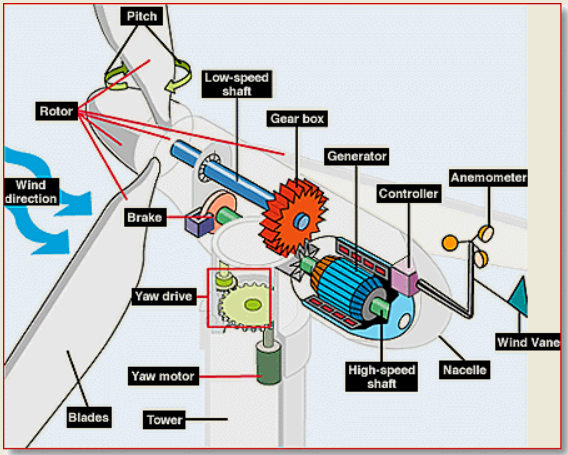 Pitch
Low-speed
shaft
Rotor
Gear box
Generator
Anemometer
Controller
Wind
direction
Brake
Yaw drive
Wind Vane
Yaw motor
High-speed
shaft
Nacelle
Blades
Tower